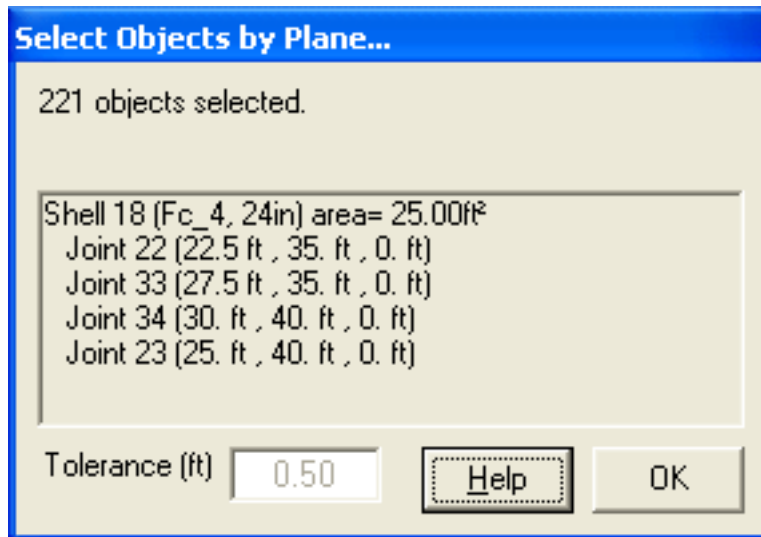 Select Objects by Plane...
221 objects selected.
Shell 18 (Fc_4, 24in) area= 25.00ft²
Joint 22 (22.5 ft , 35. ft , 0. ft)
Joint 33 (27.5 ft , 35. ft , 0. ft)
Joint 34 (30. ft , 40. ft , 0. ft)
Joint 23 (25. ft , 40. ft , 0. ft)
Tolerance (ft) 0.50 Help OK